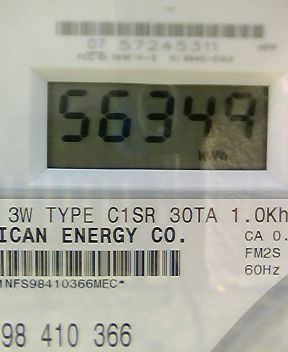 07 57245311
56349
kWh
3W TYPE C1SR 30TA 1.0Kh
ICAN ENERGY CO. CA 0.
FM2S
60Hz
1NFS98410366MEC*
98 410 366